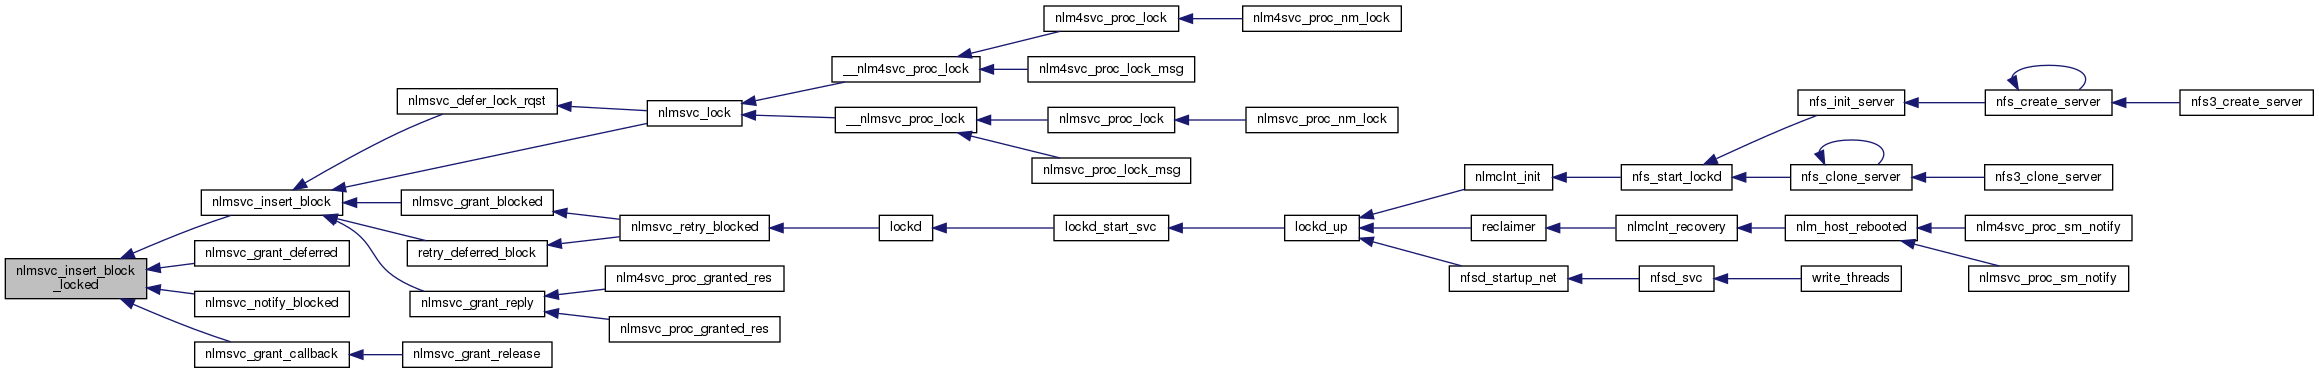 nlm4svc_proc_lock
nlm4svc_proc_nm_lock
__nlm4svc_proc_lock
nlm4svc_proc_lock_msg
nlmsvc_defer_lock_rqst
nlmsvc_lock
__nlmsvc_proc_lock
nlmsvc_proc_lock
nlmsvc_proc_nm_lock
nlmsvc_proc_lock_msg
nfs_init_server
nfs_create_server
nfs3_create_server
nlmclnt_init
nfs_start_lockd
nfs_clone_server
nfs3_clone_server
nlmsvc_insert_block
nlmsvc_grant_blocked
nlmsvc_retry_blocked
lockd
lockd_start_svc
lockd_up
reclaimer
nlmclnt_recovery
nlm_host_rebooted
nlm4svc_proc_sm_notify
nlmsvc_grant_deferred
retry_deferred_block
nlmsvc_insert_block
_locked
nlm4svc_proc_granted_res
nfsd_startup_net
nfsd_svc
write_threads
nlmsvc_proc_sm_notify
nlmsvc_notify_blocked
nlmsvc_grant_reply
nlmsvc_proc_granted_res
nlmsvc_grant_callback
nlmsvc_grant_release